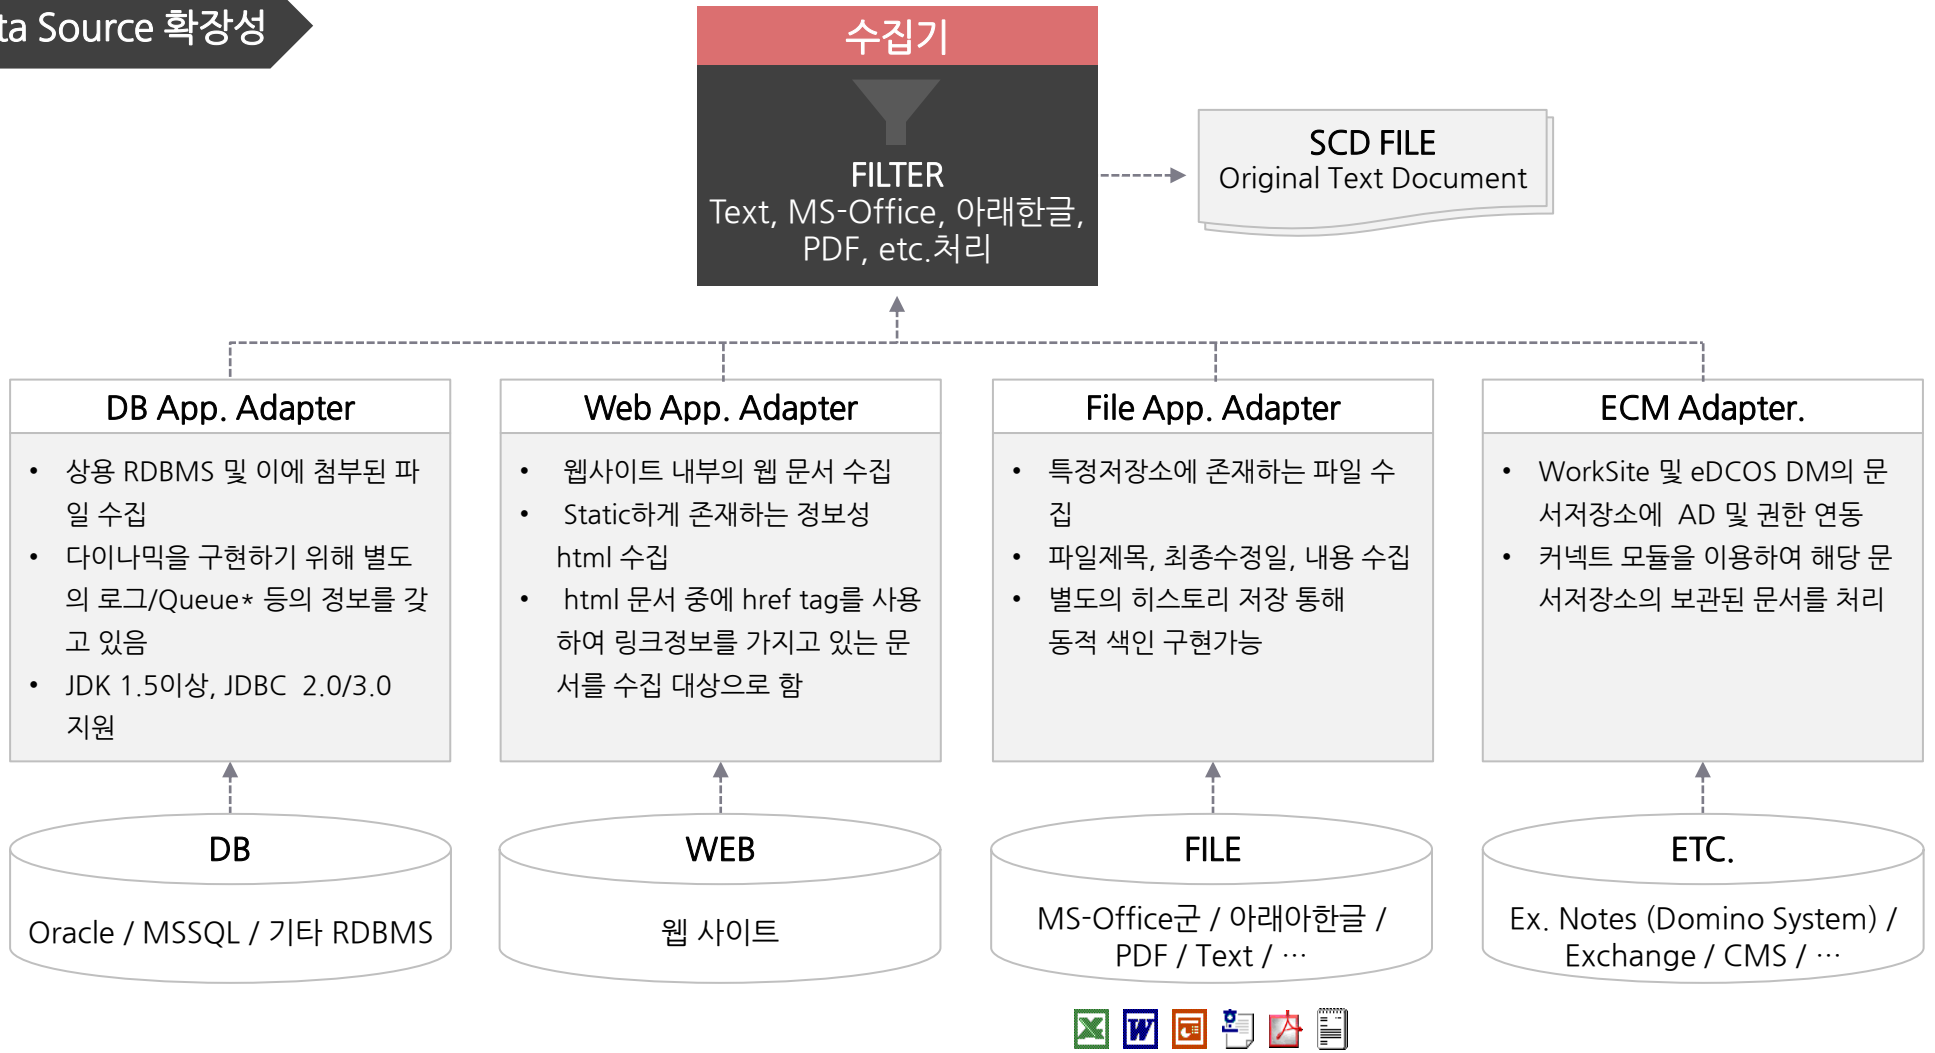 ta Source 확장성
수집기
FILTER
Text, MS-Office, 아래한글,
PDF, etc.처리
SCD FILE
Original Text Document
DB App. Adapter
• 상용 RDBMS 및 이에 첨부된 파
일 수집
• 다이나믹을 구현하기 위해 별도
의 로그/Queue* 등의 정보를 갖
고 있음
• JDK 1.5이상, JDBC 2.0/3.0
지원
Web App. Adapter
• 웹사이트 내부의 웹 문서 수집
• Static하게 존재하는 정보성
html 수집
• html 문서 중에 href tag를 사용
하여 링크정보를 가지고 있는 문
서를 수집 대상으로 함
File App. Adapter
• 특정저장소에 존재하는 파일 수
집
• 파일제목, 최종수정일, 내용 수집
• 별도의 히스토리 저장 통해
동적 색인 구현가능
ECM Adapter.
• WorkSite 및 eDCOS DM의 문
서저장소에 AD 및 권한 연동
• 커넥트 모듈을 이용하여 해당 문
서저장소의 보관된 문서를 처리
DB
Oracle / MSSQL / 기타 RDBMS
WEB
웹 사이트
FILE
MS-Office군 / 아래아한글 /
PDF / Text / …
ETC.
Ex. Notes (Domino System) /
Exchange / CMS / …